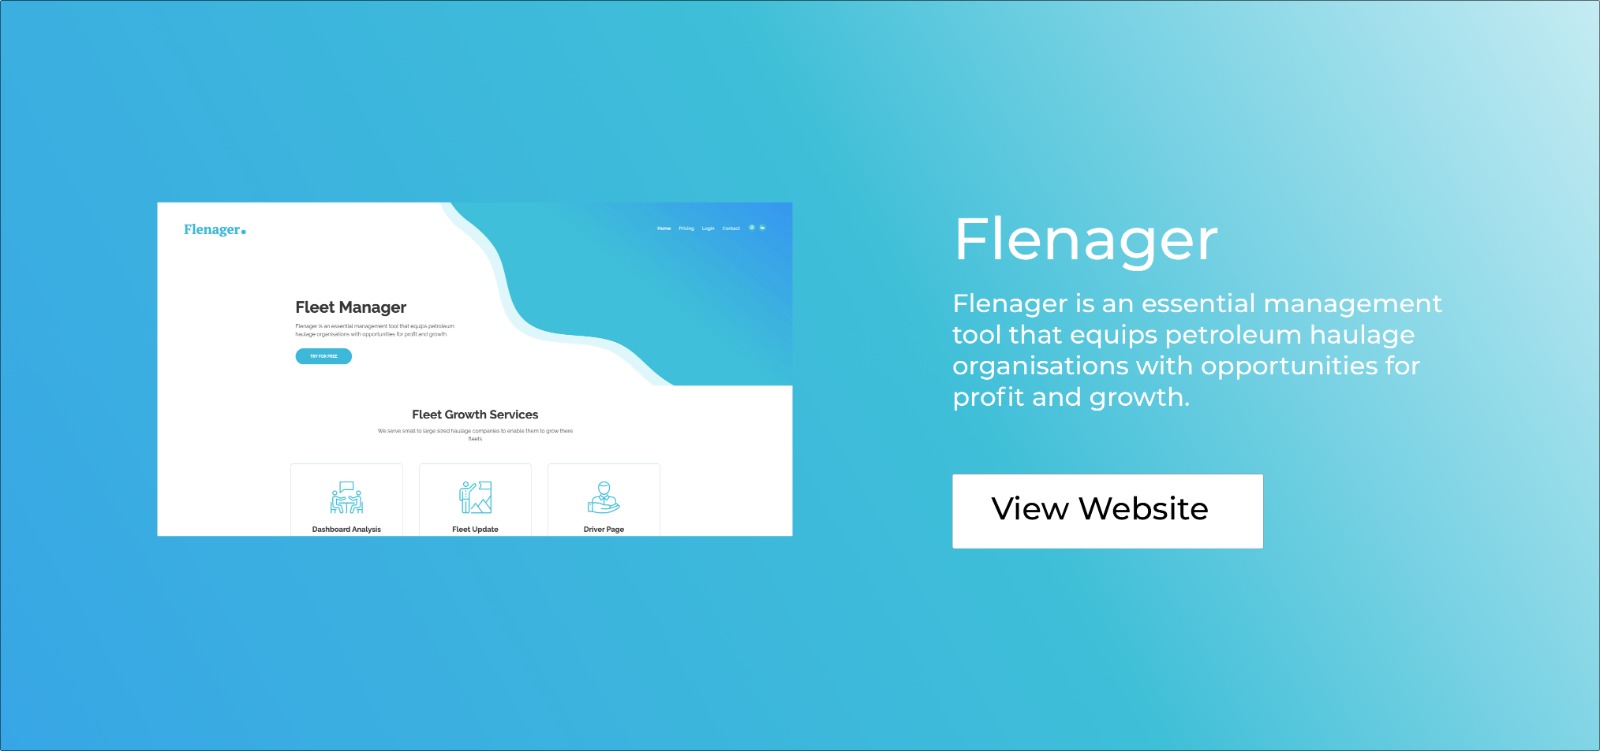 Flenager.
Home Pricing Login Contact
Fleet Manager
Flenager is an essential management tool that equips petroleum
haulage organisations with opportunities for profit and growth.
TRY FOR FREE
Fleet Growth Services
We serve small to large sized haulage companies to enable them to grow there
fleets
Dashboard Analysis
Fleet Update
Driver Page
Flenager
Flenager is an essential management
tool that equips petroleum haulage
organisations with opportunities for
profit and growth.
View Website